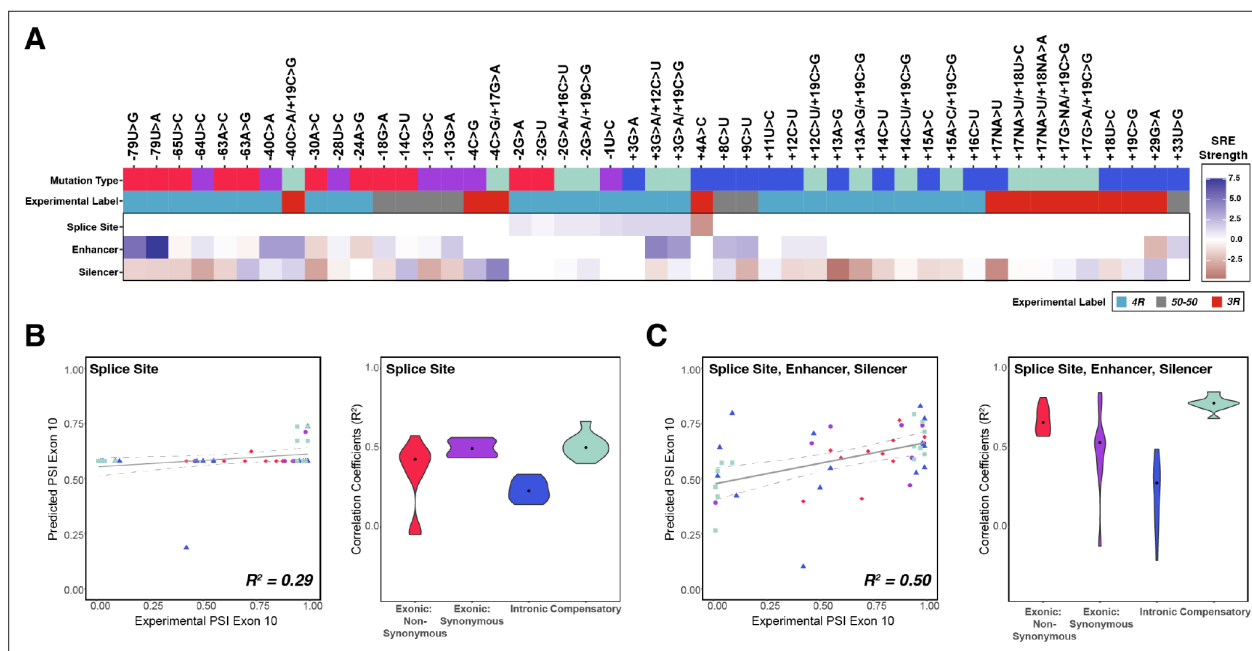 A
-79U>G
-79U>A
-65U>C
-64U>C
-63A>C
-63A>G
-40C>A
-40C>A/+19C>G
-30A>C
-28U>C
-24A>G
-18G>A
-14C>U
-13G>C
-13G>A
-4C>G
-4C>G/+17G>A
-2G>A
-2G>U
-2G>A/+16C>U
-2G>A/+19C>G
-1U>C
+3G>A
+3G>A/+12C>U
+3G>A/+19C>G
+4A>C
+8C>U
+9C>U
+11U>C
+12C>U
+12C>U/+19C>G
+13A>G
+13A>G/+19C>G
+14C>U
+14C>U/+19C>G
+15A>C
+15A>C/+19C>G
+16C>U
+17NA>U
+17NA>U/+18U>C
+17NA>U/+18NA>A
+17G>NA/+19C>G
+17G>A/+19C>G
+18U>C
+19C>G
+29G>A
+33U>G
Mutation Type
Experimental Label
Splice Site
Enhancer
Silencer
SRE
Strength
7.5
5.0
2.5
0.0
-2.5
Experimental Label 4R 50-50 3R
B
Splice Site
1.00
0.75
0.50
0.25
0.00
Predicted PSI Exon 10
R² = 0.29
0.00 0.25 0.50 0.75 1.00
Experimental PSI Exon 10
Splice Site
1.0
0.5
0.0
Correlation Coefficients (R²)
Exonic: Exonic: Intronic Compensatory
Non- Synonymous
Synonymous
C
Splice Site, Enhancer, Silencer
1.00
0.75
0.50
0.25
0.00
Predicted PSI Exon 10
R² = 0.50
0.00 0.25 0.50 0.75 1.00
Experimental PSI Exon 10
Splice Site, Enhancer, Silencer
1.0
0.5
0.0
Correlation Coefficients (R²)
Exonic: Exonic: Intronic Compensatory
Non- Synonymous
Synonymous